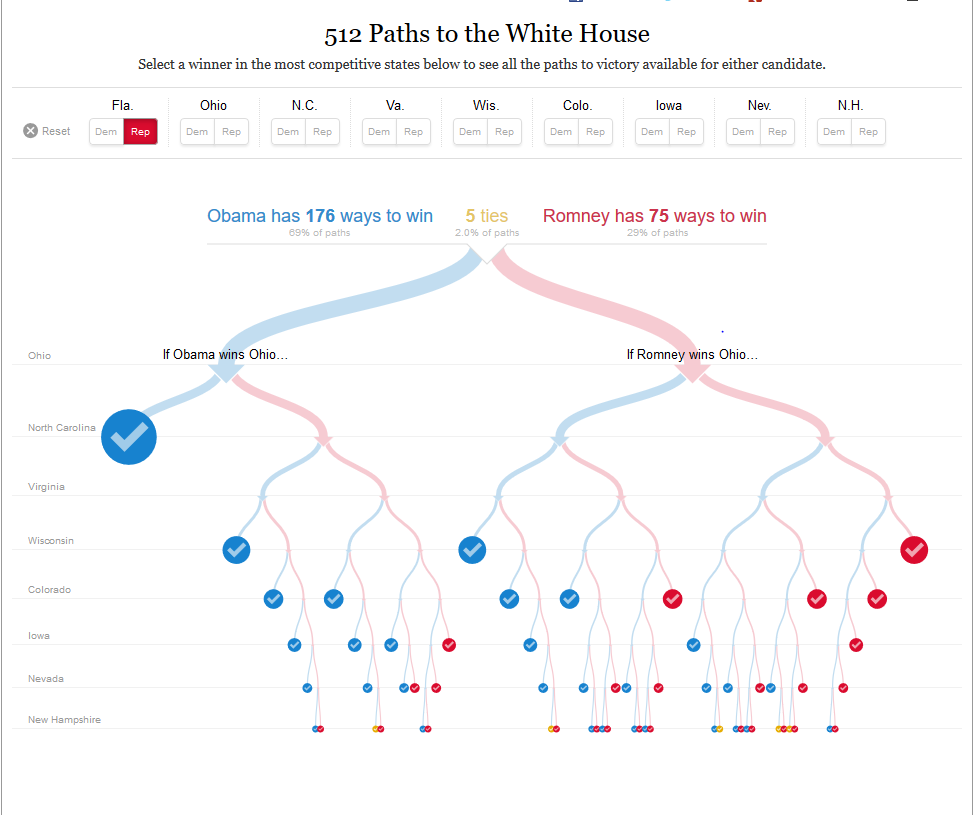 512 Paths to the White House
Select a winner in the most competitive states below to see all the paths to victory available for either candidate.
Fla. Ohio N.C. Va. Wis. Colo. Iowa Nev. N.H.
Reset Dem Rep Dem Rep Dem Rep Dem Rep Dem Rep Dem Rep Dem Rep Dem Rep Dem Rep
Obama has 176 ways to win 5 ties Romney has 75 ways to win
69% of paths 2.0% of paths 29% of paths
Ohio If Obama wins Ohio... If Romney wins Ohio...
North Carolina
Virginia
Wisconsin
Colorado
Iowa
Nevada
New Hampshire